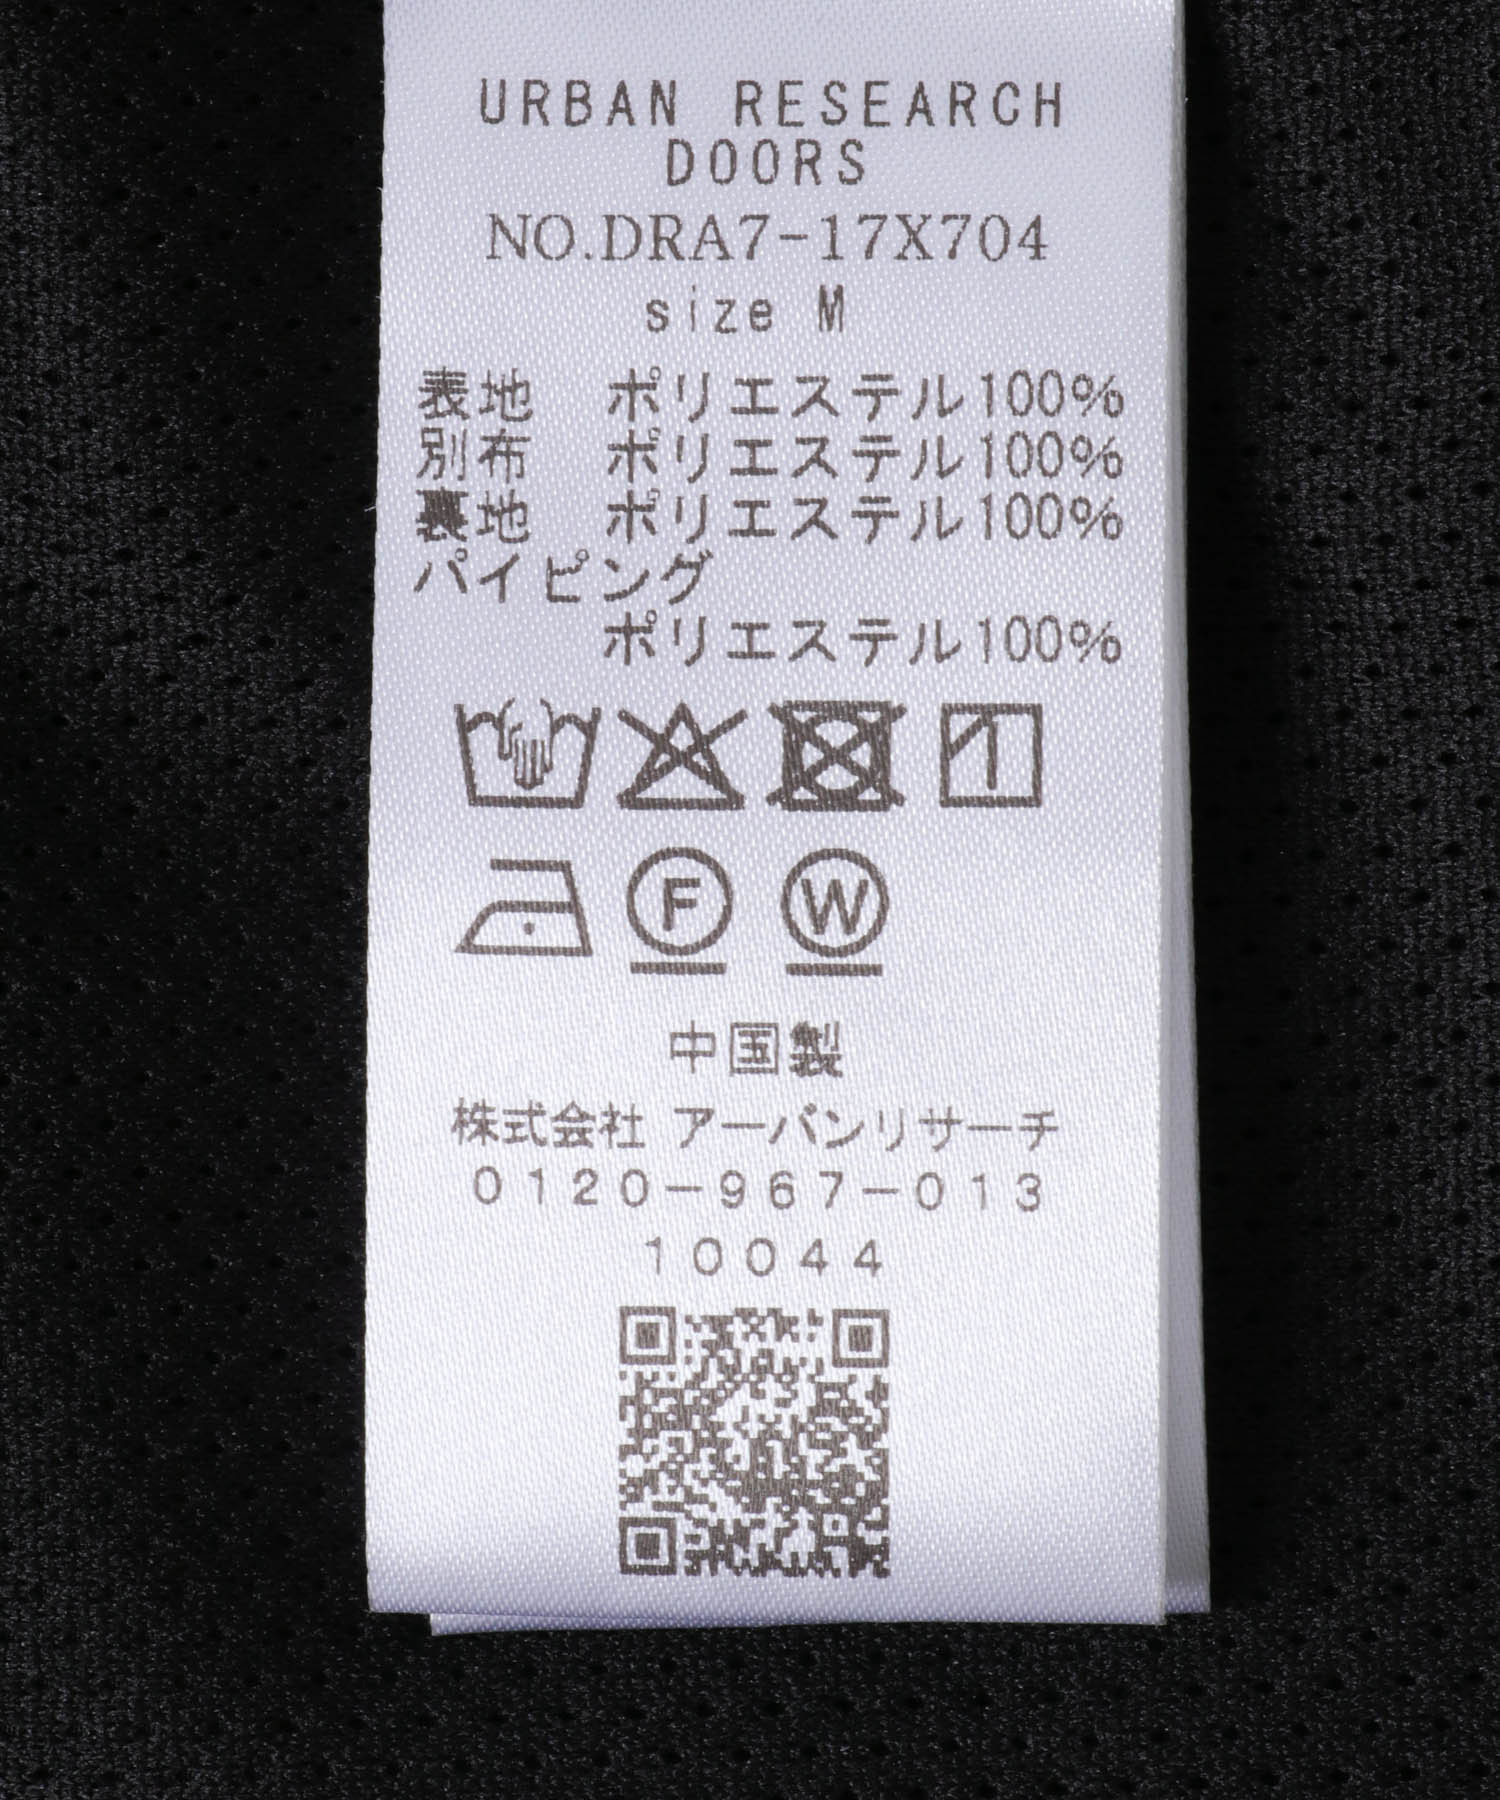 URBAN RESEARCH
DOORS
NO.DRA7-17X704
size M
表地 ポリエステル100%
別布 ポリエステル100%
裏地 ポリエステル100%
パイピング
ポリエステル100%
F W
中国製
株式会社 アーバンリサーチ
0120-967-013
10044